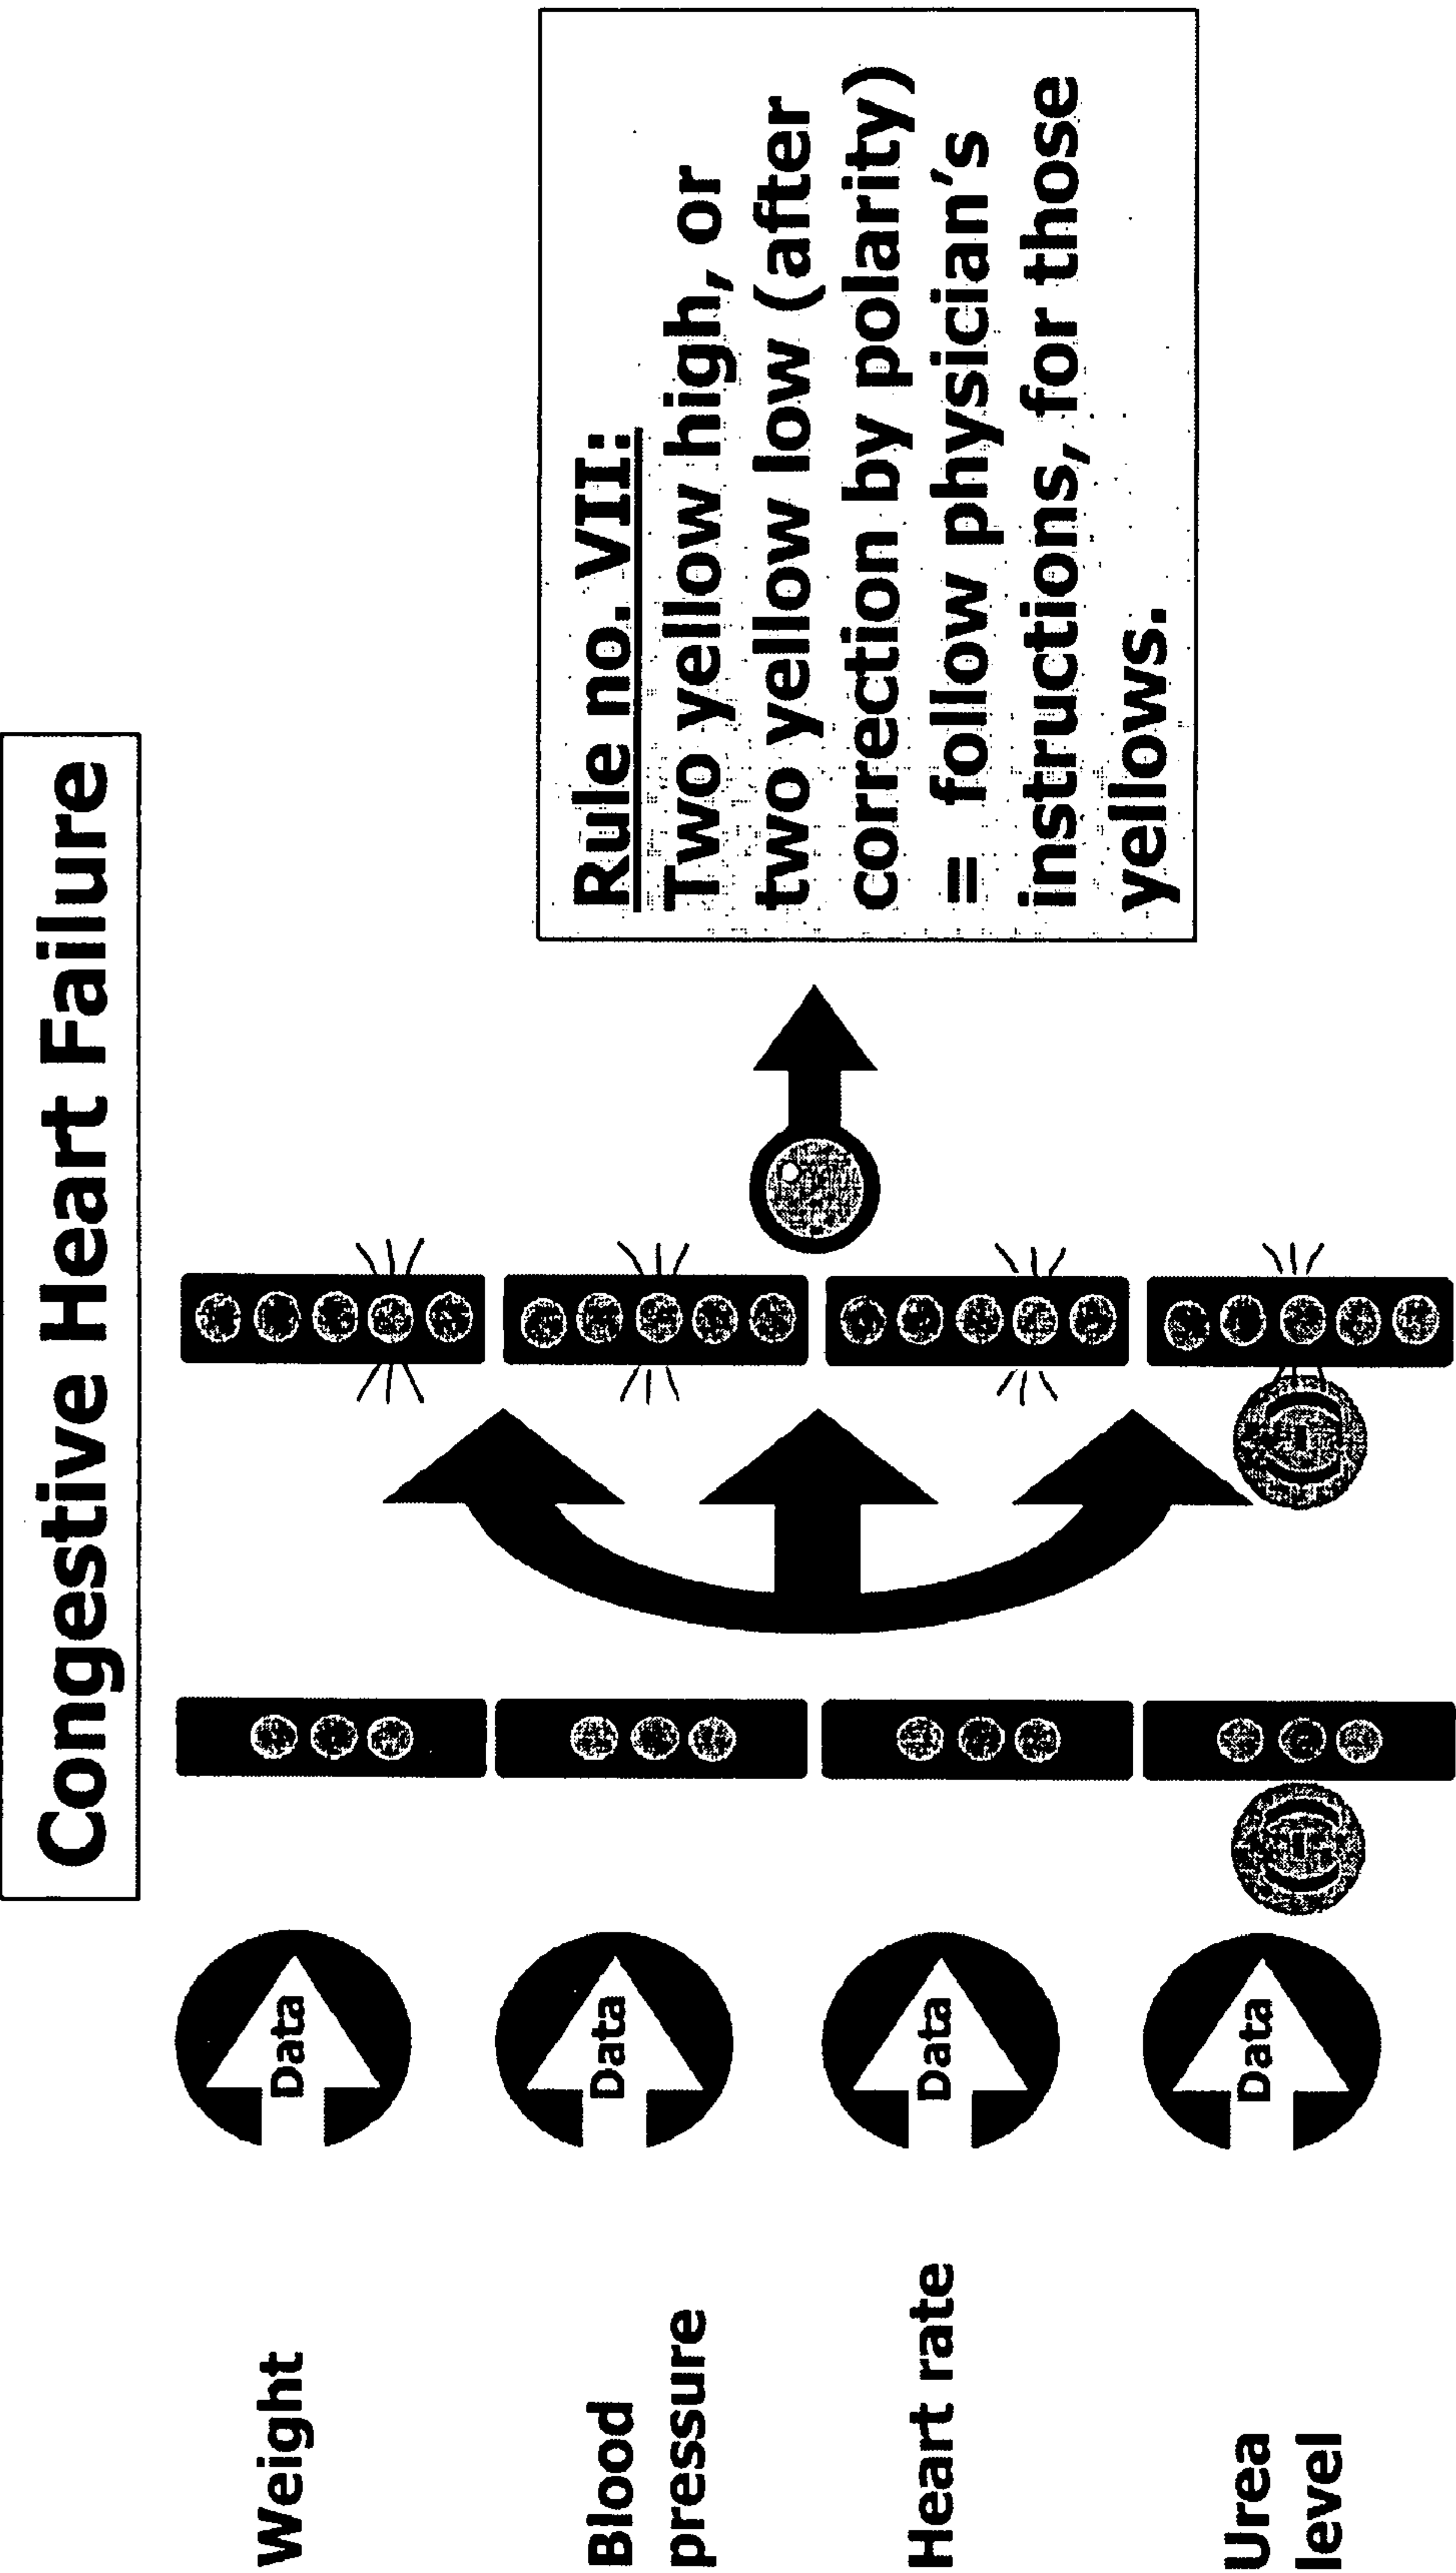 Congestive Heart Failure
Weight
Data
Blood
pressure
Data
Heart rate
Data
Urea
level
Data
(-)
(-)
Rule no. VII:
Two yellow high, or
two yellow low (after
correction by polarity)
= follow physician's
instructions, for those
yellows.